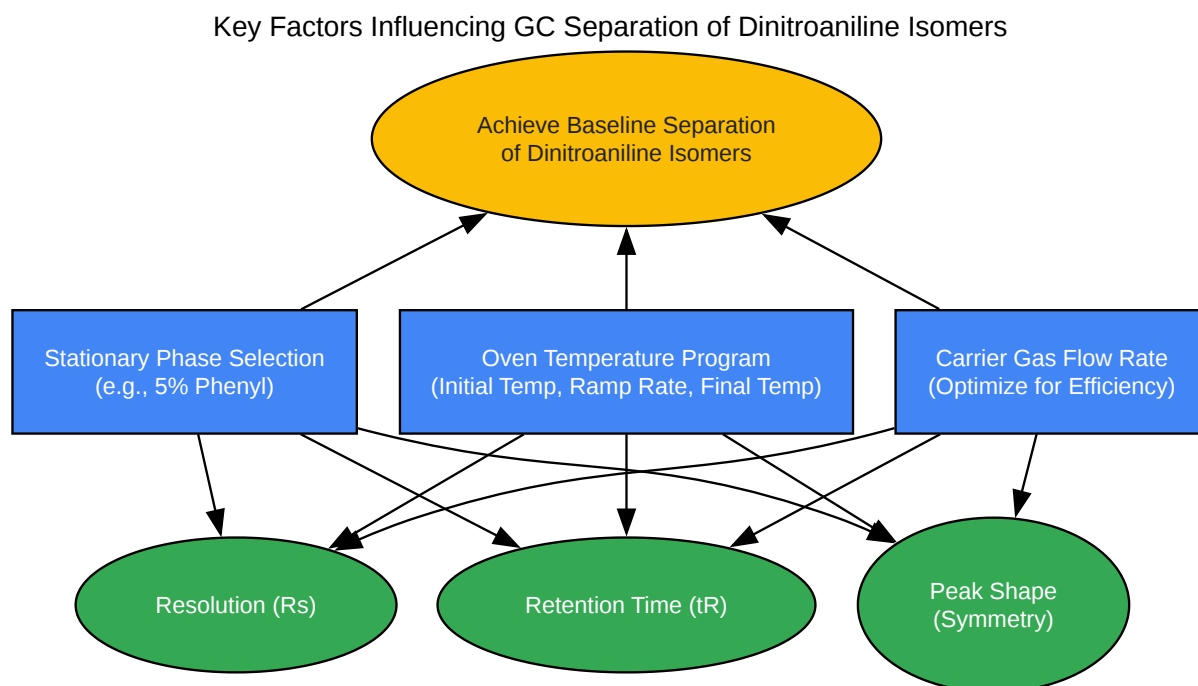 Key Factors Influencing GC Separation of Dinitroaniline Isomers
Achieve Baseline Separation
of Dinitroaniline Isomers
Stationary Phase Selection
(e.g., 5% Phenyl)
Oven Temperature Program
(Initial Temp, Ramp Rate, Final Temp)
Carrier Gas Flow Rate
(Optimize for Efficiency)
Resolution (Rs)
Retention Time (tR)
Peak Shape
(Symmetry)